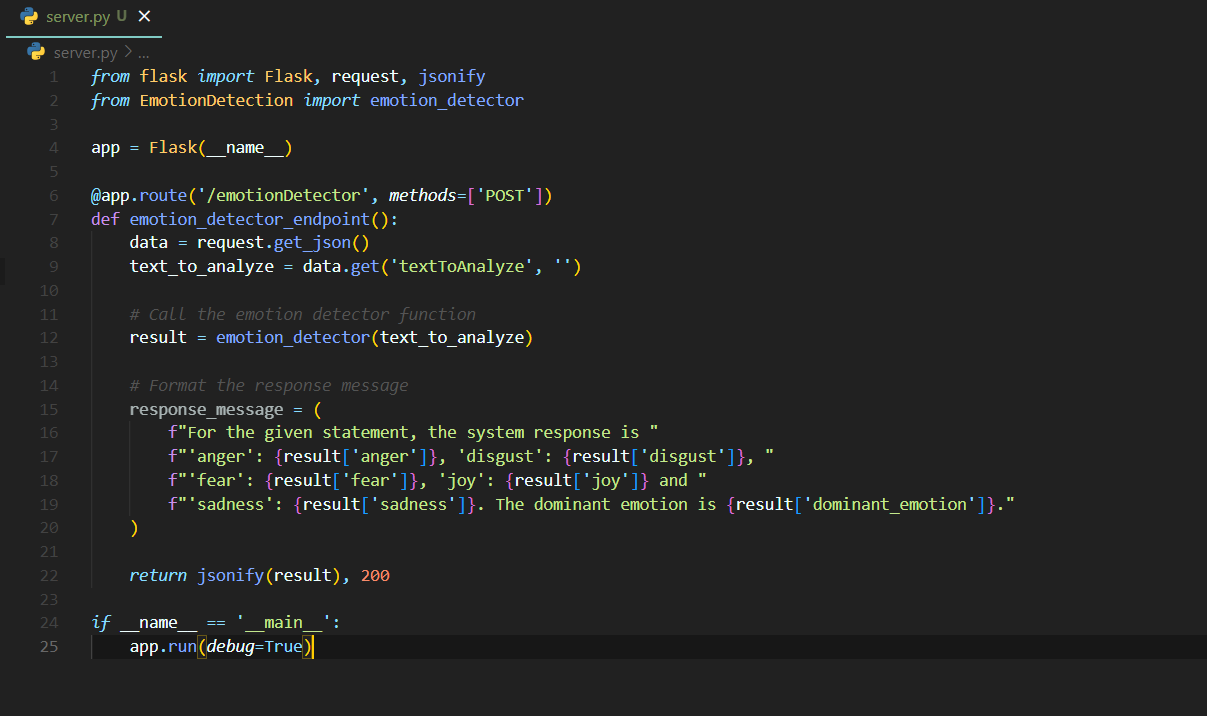 server.py U ×
server.py > ...
1 from flask import Flask, request, jsonify
2 from EmotionDetection import emotion_detector
3
4 app = Flask(__name__)
5
6 @app.route('/emotionDetector', methods=['POST'])
7 def emotion_detector_endpoint():
8     data = request.get_json()
9     text_to_analyze = data.get('textToAnalyze', '')
10
11     # Call the emotion detector function
12     result = emotion_detector(text_to_analyze)
13
14     # Format the response message
15     response_message = (
16         f"For the given statement, the system response is "
17         f"'anger': {result['anger']}, 'disgust': {result['disgust']}, "
18         f"'fear': {result['fear']}, 'joy': {result['joy']} and "
19         f"'sadness': {result['sadness']}. The dominant emotion is {result['dominant_emotion']}."
20     )
21
22     return jsonify(result), 200
23
24 if __name__ == '__main__':
25     app.run(debug=True)